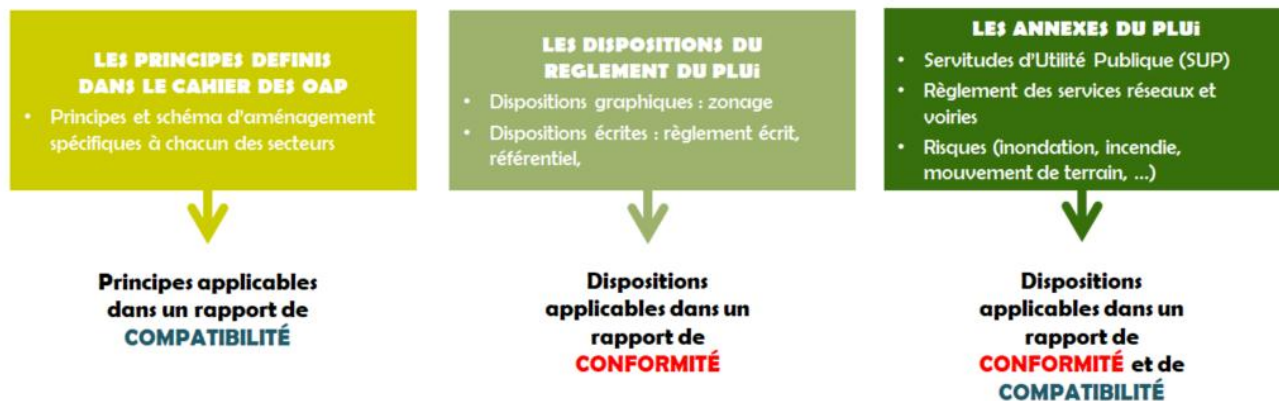 LES PRINCIPES DEFINIS
DANS LE CAHIER DES OAP
• Principes et schéma d'aménagement
spécifiques à chacun des secteurs
Principes applicables
dans un rapport de
COMPATIBILITÉ
LES DISPOSITIONS DU
REGLEMENT DU PLUi
• Dispositions graphiques : zonage
• Dispositions écrites : règlement écrit,
référentiel,
Dispositions
applicables dans un
rapport de
CONFORMITÉ
LES ANNEXES DU PLUi
• Servitudes d'Utilité Publique (SUP)
• Règlement des services réseaux et
voiries
• Risques (inondation, incendie,
mouvement de terrain, ...)
Dispositions
applicables dans un
rapport de
CONFORMITÉ et de
COMPATIBILITÉ